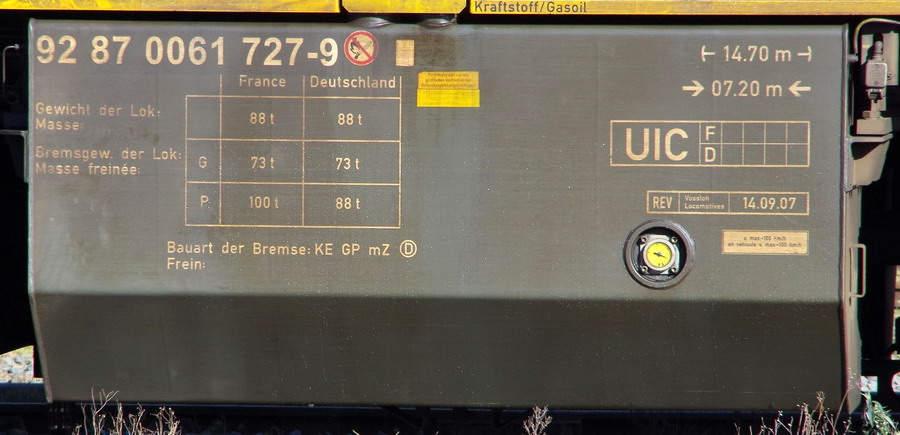 Kraftstoff/Gasoil
92 87 0061 727-9
France Deutschland
Gewicht der Lok:
Masse:
88 t 88 t
Bremsgew. der Lok:
Masse freinée:
G 73 t 73 t
P 100 t 88 t
Bauart der Bremse: KE GP mZ D
Frein:
14.70 m
07.20 m
UIC F
D
REV Vossloh
Locomotives 14.09.07